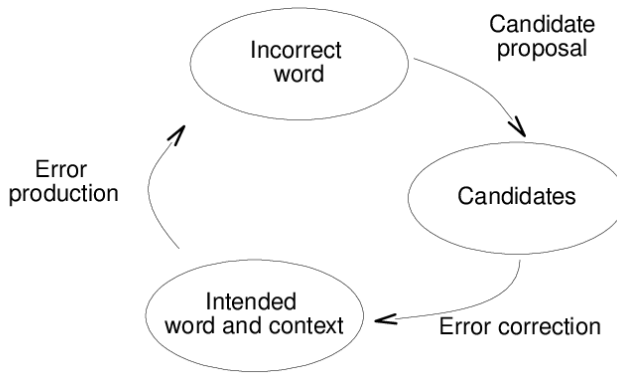 Incorrect
word
Candidate
proposal
Error
production
Candidates
Intended
word and context
Error correction